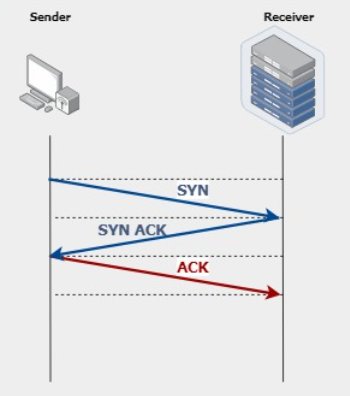 Sender
Receiver
SYN
SYN ACK
ACK